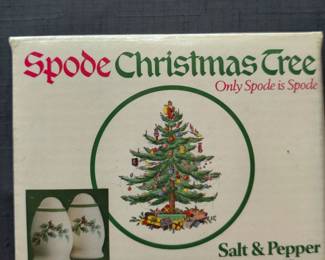 Spode Christmas Tree
Only Spode is Spode
Salt & Pepper